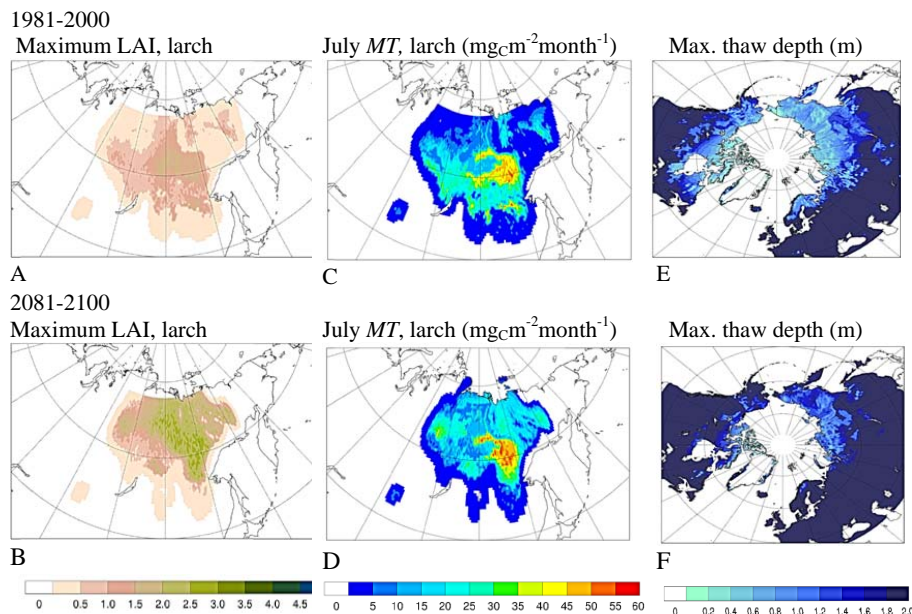 1981-2000
Maximum LAI, larch
July MT, larch (mgCm-2month-1)
Max. thaw depth (m)
A
C
E
2081-2100
Maximum LAI, larch
July MT, larch (mgCm-2month-1)
Max. thaw depth (m)
B
D
F
0 0.5 1.0 1.5 2.0 2.5 3.0 3.5 4.0 4.5
0 5 10 15 20 25 30 35 40 45 50 55 60
0 0.2 0.4 0.6 0.8 1.0 1.2 1.4 1.6 1.8 2.0